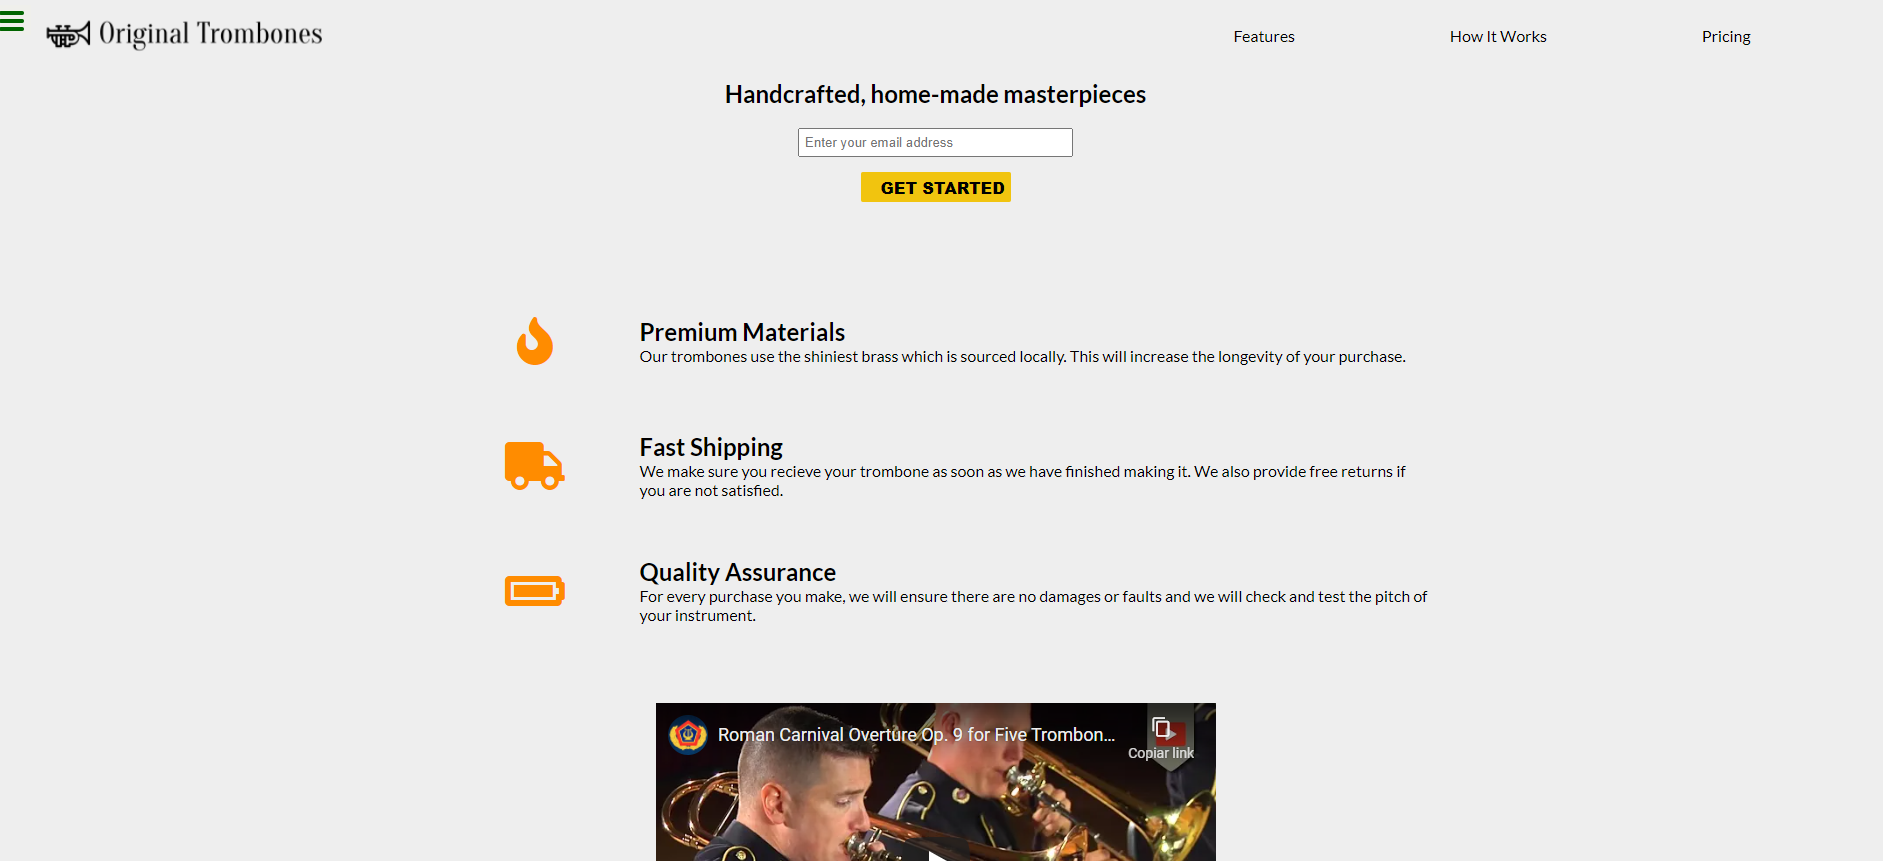 Original Trombones
Features
How It Works
Pricing
Handcrafted, home-made masterpieces
Enter your email address
GET STARTED
Premium Materials
Our trombones use the shiniest brass which is sourced locally. This will increase the longevity of your purchase.
Fast Shipping
We make sure you recieve your trombone as soon as we have finished making it. We also provide free returns if
you are not satisfied.
Quality Assurance
For every purchase you make, we will ensure there are no damages or faults and we will check and test the pitch of
your instrument.
Roman Carnival Overture Op. 9 for Five Trombon...
Copiar link